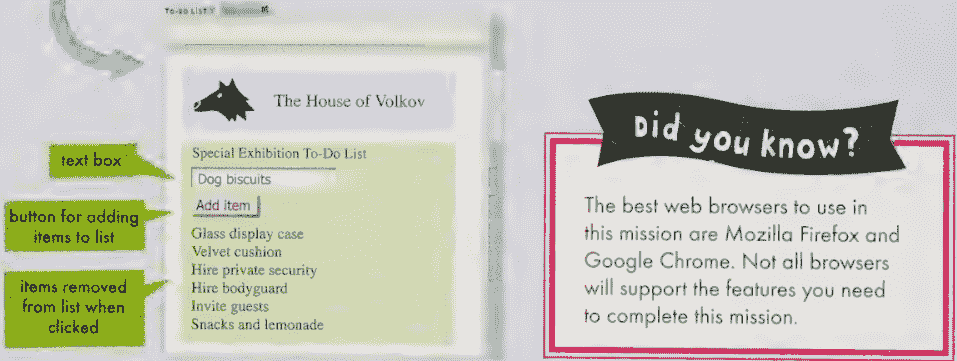 TO-DO LIST
The House of Volkov
Special Exhibition To-Do List
text box
Dog biscuits
Add item
button for adding
items to list
Glass display case
Velvet cushion
Hire private security
Hire bodyguard
Invite guests
Snacks and lemonade
items removed
from list when
clicked
Did you know?
The best web browsers to use in
this mission are Mozilla Firefox and
Google Chrome. Not all browsers
will support the features you need
to complete this mission.